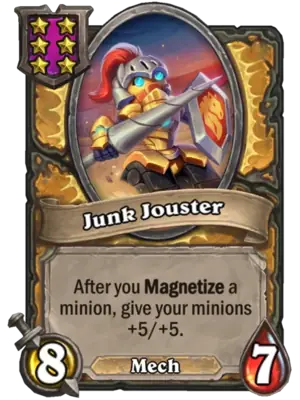 Junk Jouster
After you Magnetize a
minion, give your minions
+5/+5.
8
Mech
7